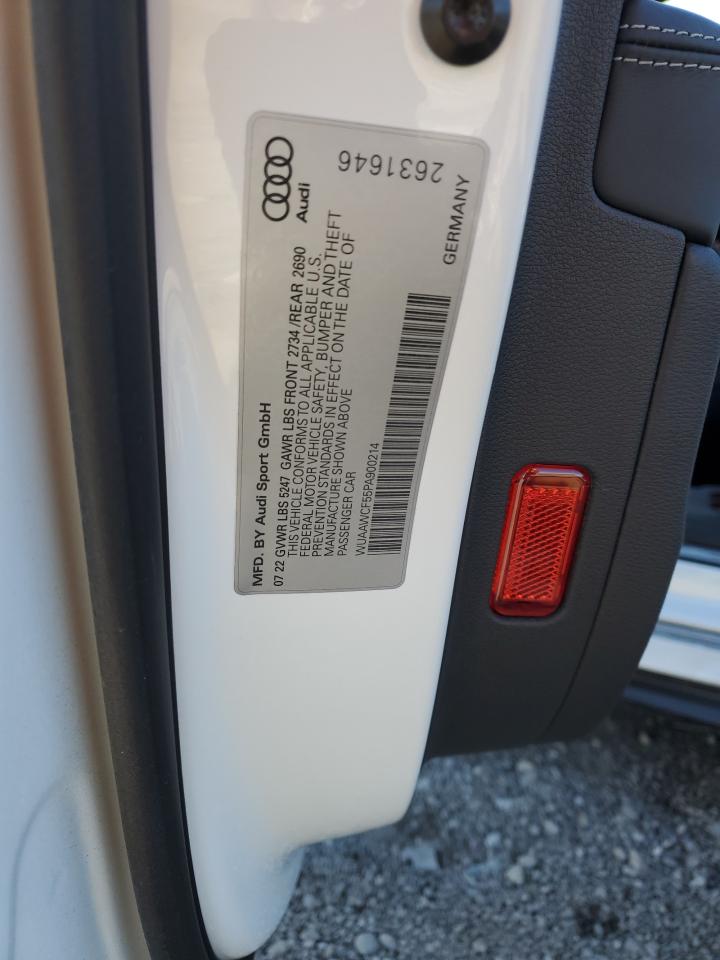 Audi
2631646
MFD. BY Audi Sport GmbH
07 22 GVWR LBS 5247 GAWR LBS FRONT 2734/REAR 2690
THIS VEHICLE CONFORMS TO ALL APPLICABLE U.S.
FEDERAL MOTOR VEHICLE SAFETY, BUMPER AND THEFT
PREVENTION STANDARDS IN EFFECT ON THE DATE OF
MANUFACTURE SHOWN ABOVE
PASSENGER CAR
WUAAWCF55PA900214
GERMANY